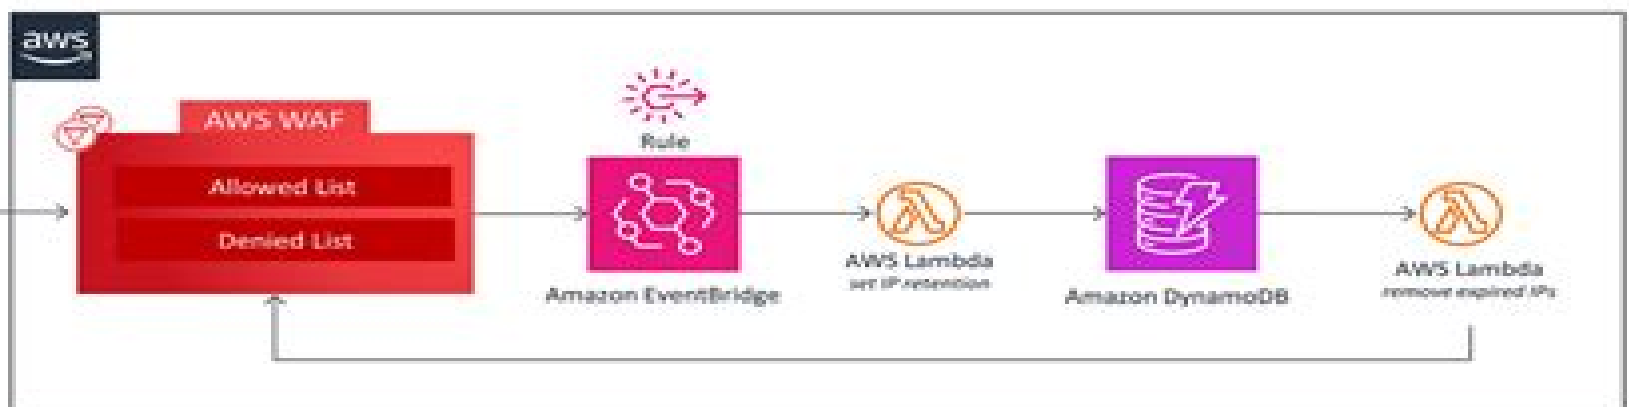 aws
AWS WAF
Allowed List
Denied List
Rule
Amazon EventBridge
AWS Lambda
set IP retention
Amazon DynamoDB
AWS Lambda
remove expired IPs